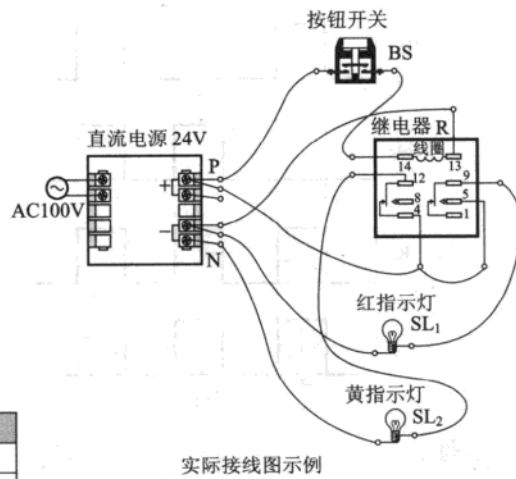 按钮开关
BS
直流电源 24V
P
继电器 R
线圈
14
13
12
9
+
AC100V
8
5
4
1
−
N
红指示灯
SL₁
黄指示灯
SL₂
实际接线图示例